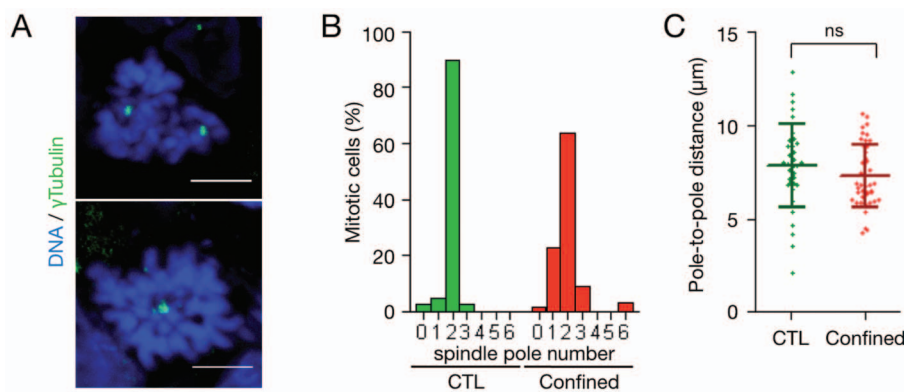 A
DNA / γTubulin
B
Mitotic cells (%)
100
80
60
40
20
0
0 1 2 3 4 5 6 0 1 2 3 4 5 6
spindle pole number
CTL Confined
C
Pole-to-pole distance (µm)
15
10
5
0
ns
CTL Confined